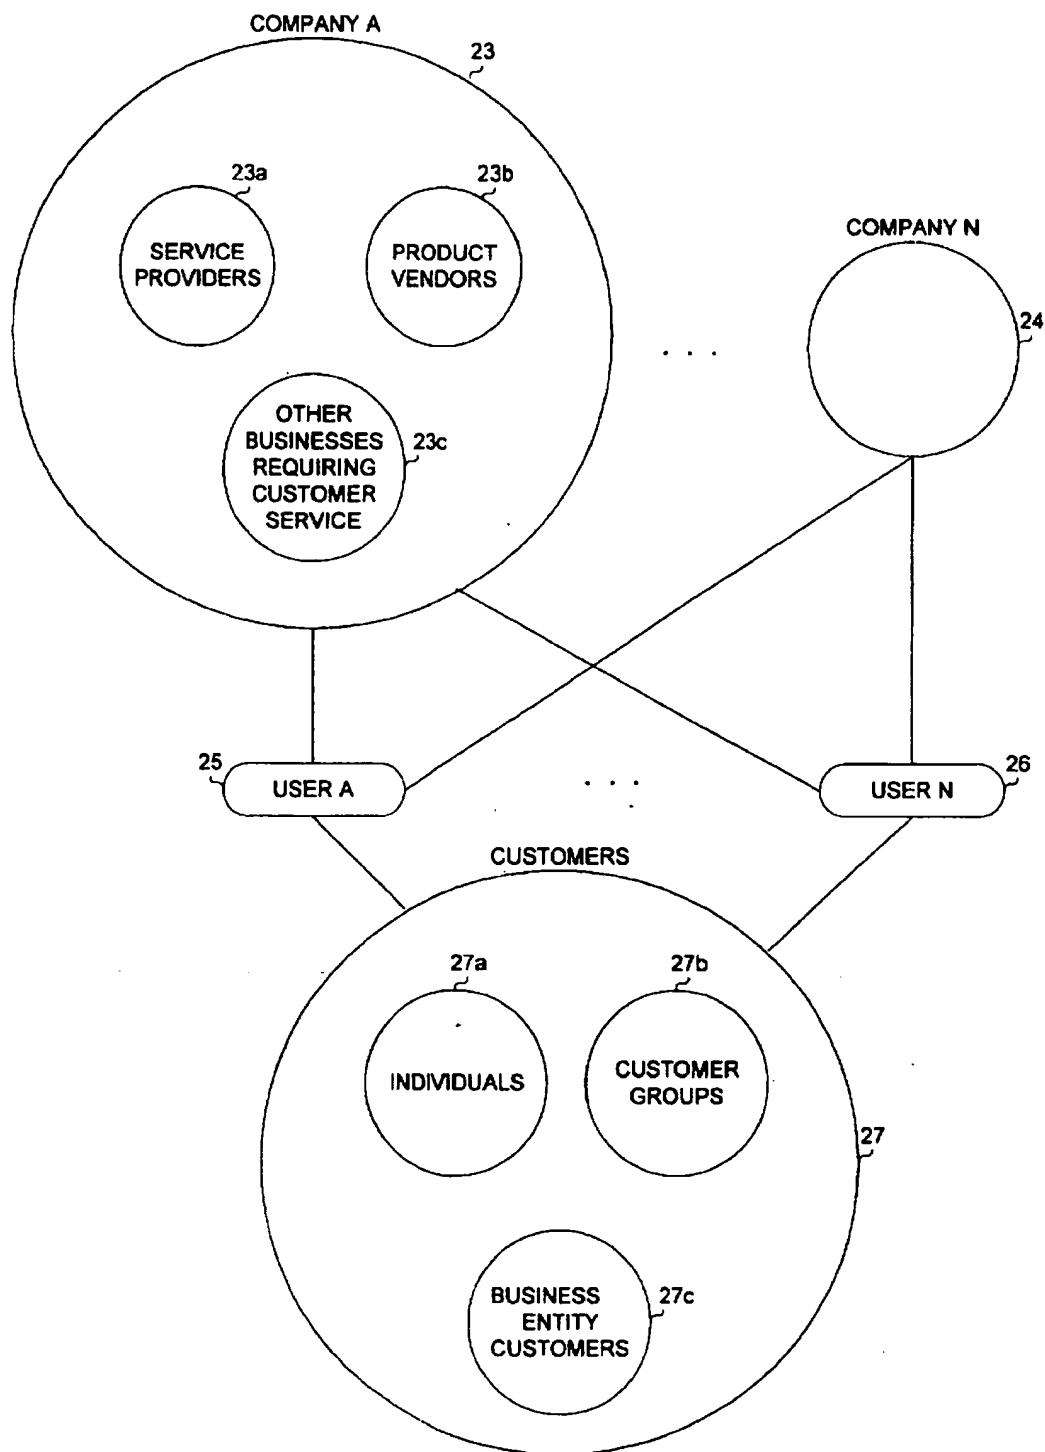 COMPANY A
23
23a
23b
SERVICE
PROVIDERS
PRODUCT
VENDORS
COMPANY N
24
. . .
OTHER
BUSINESSES
REQUIRING
CUSTOMER
SERVICE
23c
25
USER A
. . .
USER N
26
CUSTOMERS
27a
27b
INDIVIDUALS
CUSTOMER
GROUPS
27
BUSINESS
ENTITY
CUSTOMERS
27c